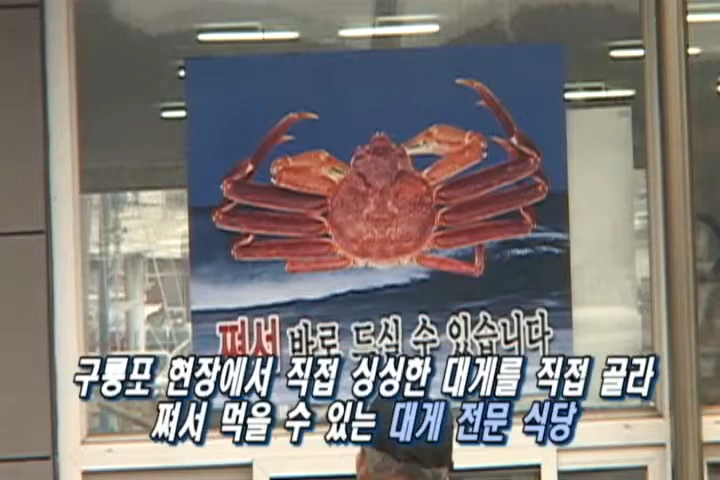 쪄서 바로 드실 수 있습니다
구룡포 현장에서 직접 싱싱한 대게를 직접 골라
쪄서 먹을 수 있는 대게 전문 식당